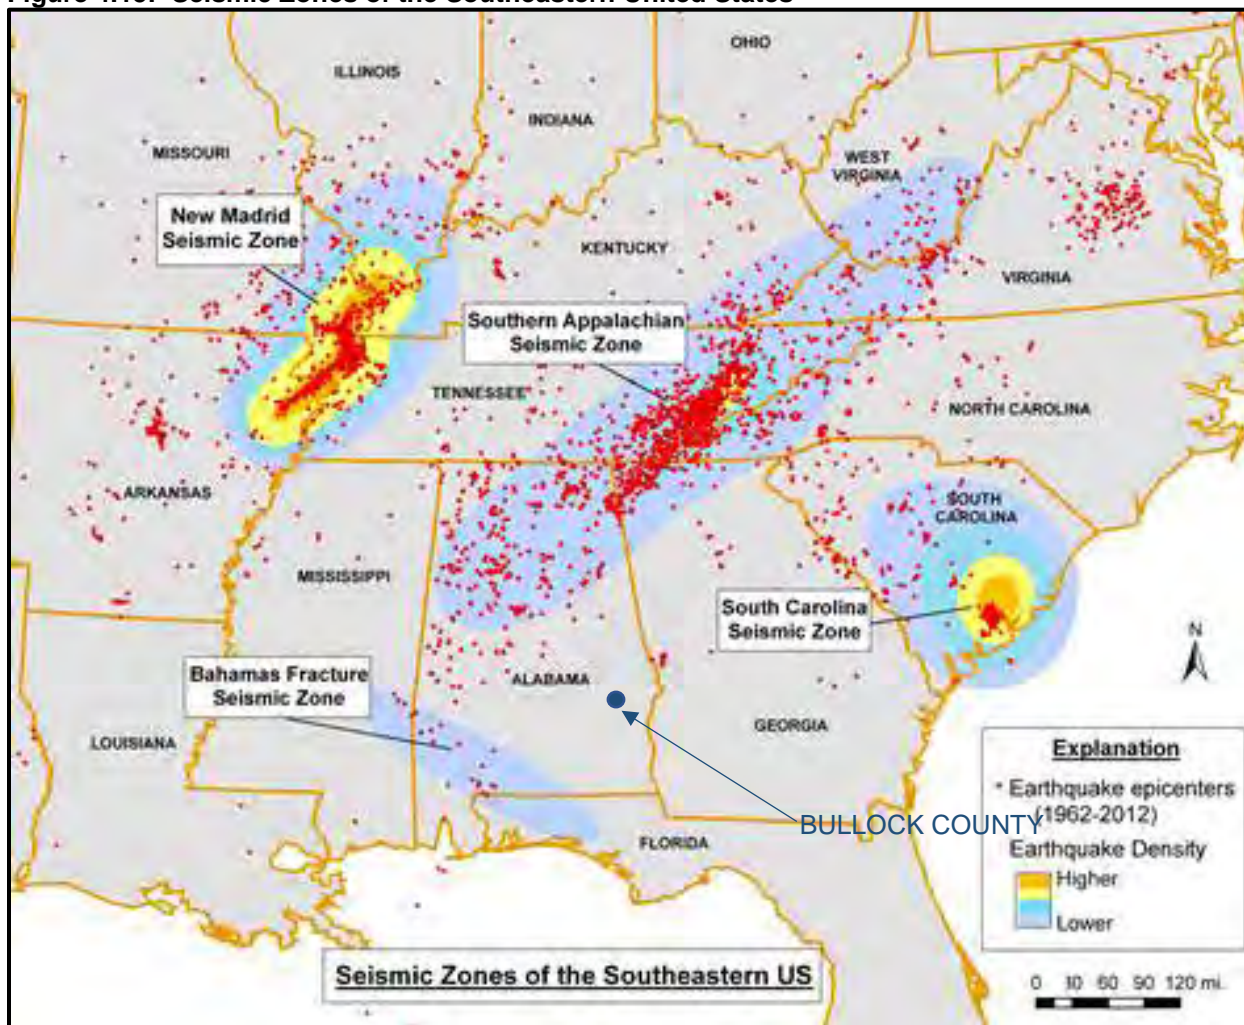 OHIO
ILLINOIS
INDIANA
MISSOURI
WEST
VIRGINIA
New Madrid
Seismic Zone
KENTUCKY
VIRGINIA
Southern Appalachian
Seismic Zone
TENNESSEE
NORTH CAROLINA
ARKANSAS
SOUTH
CAROLINA
MISSISSIPPI
South Carolina
Seismic Zone
N
Bahamas Fracture
Seismic Zone
ALABAMA
GEORGIA
LOUISIANA
Explanation
Earthquake epicenters
(1962-2012)
BULLOCK COUNTY
FLORIDA
Earthquake Density
Higher
Lower
Seismic Zones of the Southeastern US
0 30 60 90 120 mi.